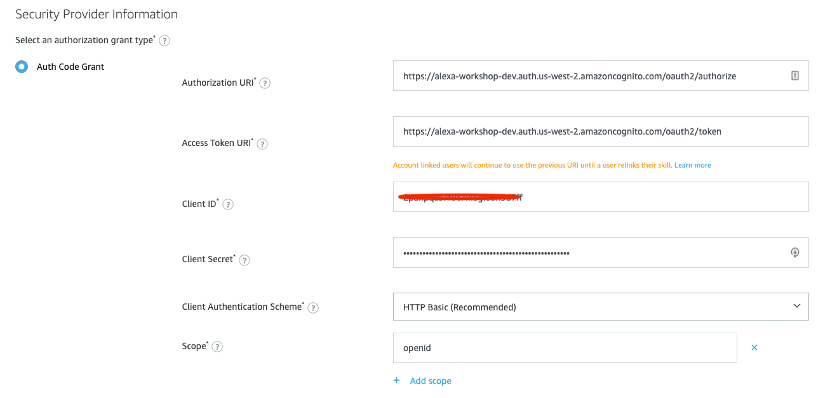 Security Provider Information
Select an authorization grant type*
Auth Code Grant
Authorization URI*
https://alexa-workshop-dev.auth.us-west-2.amazoncognito.com/oauth2/authorize
Access Token URI*
https://alexa-workshop-dev.auth.us-west-2.amazoncognito.com/oauth2/token
Account linked users will continue to use the previous URI until a user relinks their skill. Learn more
Client ID*
Client Secret*
Client Authentication Scheme*
HTTP Basic (Recommended)
Scope*
openid
+ Add scope